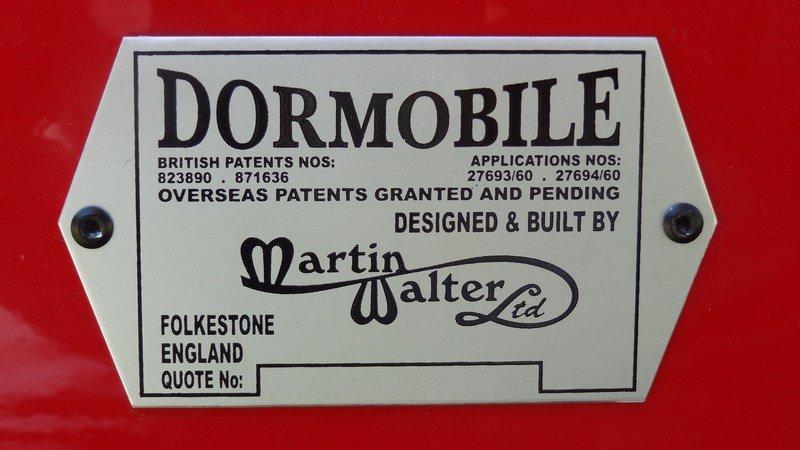 DORMOBILE
BRITISH PATENTS NOS: APPLICATIONS NOS:
823890 . 871636 27693/60 . 27694/60
OVERSEAS PATENTS GRANTED AND PENDING
DESIGNED & BUILT BY
Martin
Walter Ltd
FOLKESTONE
ENGLAND
QUOTE No: